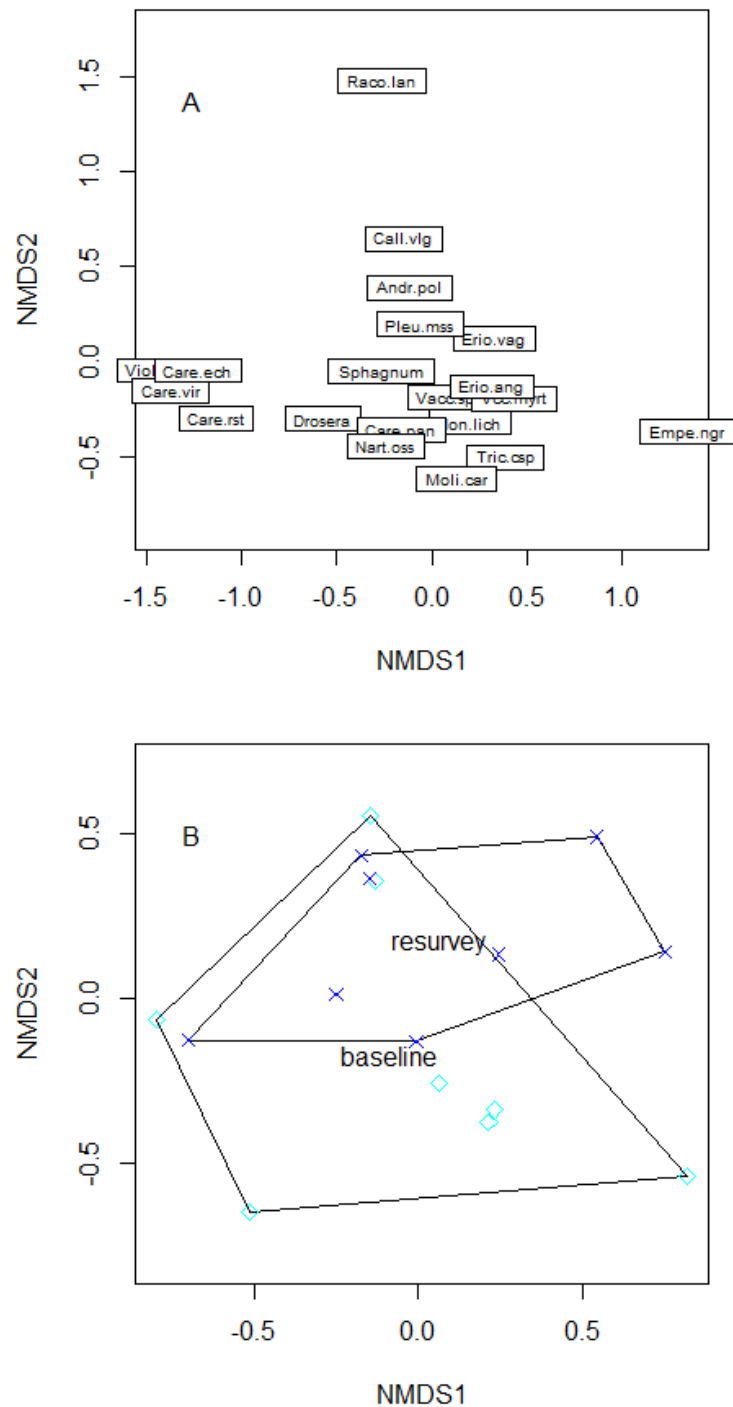 A
Raco.lan
Call.vlg
Andr.pol
Pleu.mss
Erio.vag
Viol
Care.ech
Sphagnum
Erio.ang
Care.vir
Vacc.
Care.rst
Drosera
Care.pan
Empe.ngr
Nart.oss
Tric.csp
Moli.car
1.5
1.0
0.5
0.0
-0.5
NMDS2
-1.5 -1.0 -0.5 0.0 0.5 1.0
NMDS1
B
resurvey
baseline
0.5
0.0
-0.5
NMDS2
-0.5 0.0 0.5
NMDS1